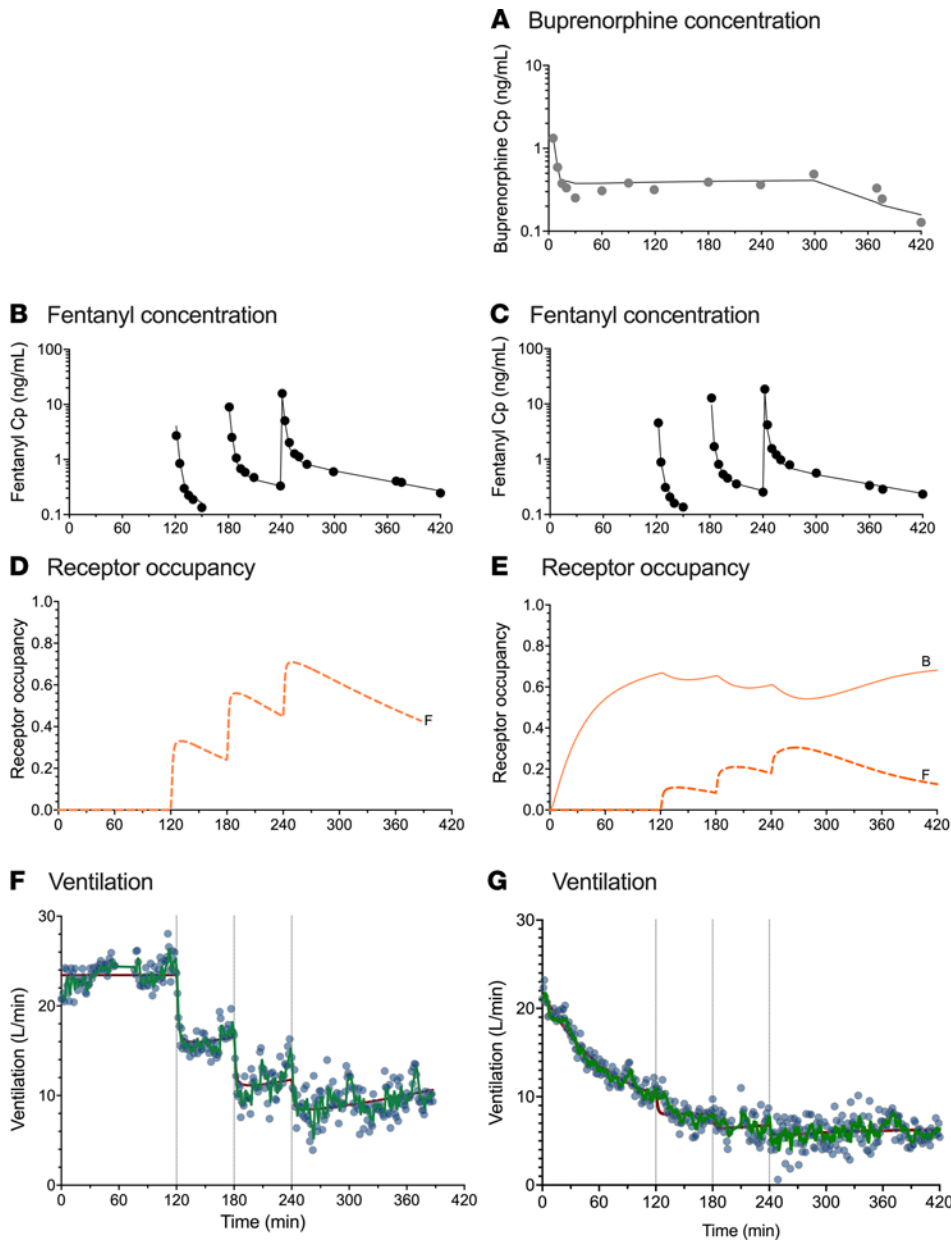 A Buprenorphine concentration
Buprenorphine Cp (ng/mL)
10
1
0.1
0 60 120 180 240 300 360 420
B Fentanyl concentration
Fentanyl Cp (ng/mL)
100
10
1
0.1
0 60 120 180 240 300 360 420
C Fentanyl concentration
Fentanyl Cp (ng/mL)
100
10
1
0.1
0 60 120 180 240 300 360 420
D Receptor occupancy
Receptor occupancy
1.0
0.8
0.6
0.4
0.2
0.0
F
0 60 120 180 240 300 360 420
E Receptor occupancy
Receptor occupancy
1.0
0.8
0.6
0.4
0.2
0.0
B
F
0 60 120 180 240 300 360 420
F Ventilation
Ventilation (L/min)
30
20
10
0
0 60 120 180 240 300 360 420
Time (min)
G Ventilation
Ventilation (L/min)
30
25
20
15
10
5
0
0 60 120 180 240 300 360 420
Time (min)